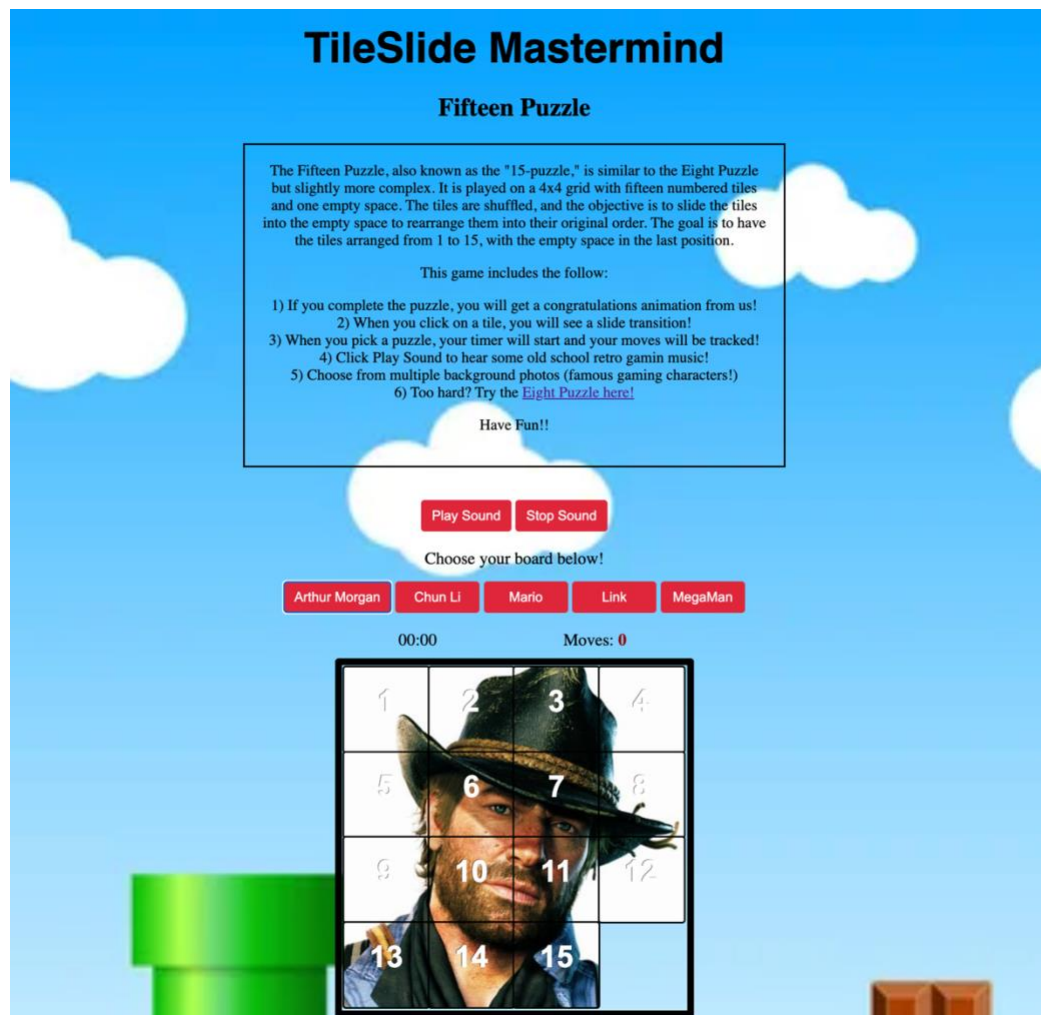 TileSlide Mastermind
Fifteen Puzzle
The Fifteen Puzzle, also known as the "15-puzzle," is similar to the Eight Puzzle
but slightly more complex. It is played on a 4x4 grid with fifteen numbered tiles
and one empty space. The tiles are shuffled, and the objective is to slide the tiles
into the empty space to rearrange them into their original order. The goal is to have
the tiles arranged from 1 to 15, with the empty space in the last position.
This game includes the follow:
1) If you complete the puzzle, you will get a congratulations animation from us!
2) When you click on a tile, you will see a slide transition!
3) When you pick a puzzle, your timer will start and your moves will be tracked!
4) Click Play Sound to hear some old school retro gamin music!
5) Choose from multiple background photos (famous gaming characters!)
6) Too hard? Try the Eight Puzzle here!
Have Fun!!
Play Sound Stop Sound
Choose your board below!
Arthur Morgan Chun Li Mario Link MegaMan
00:00 Moves: 0
1 2 3 4
5 6 7 8
9 10 11 12
13 14 15